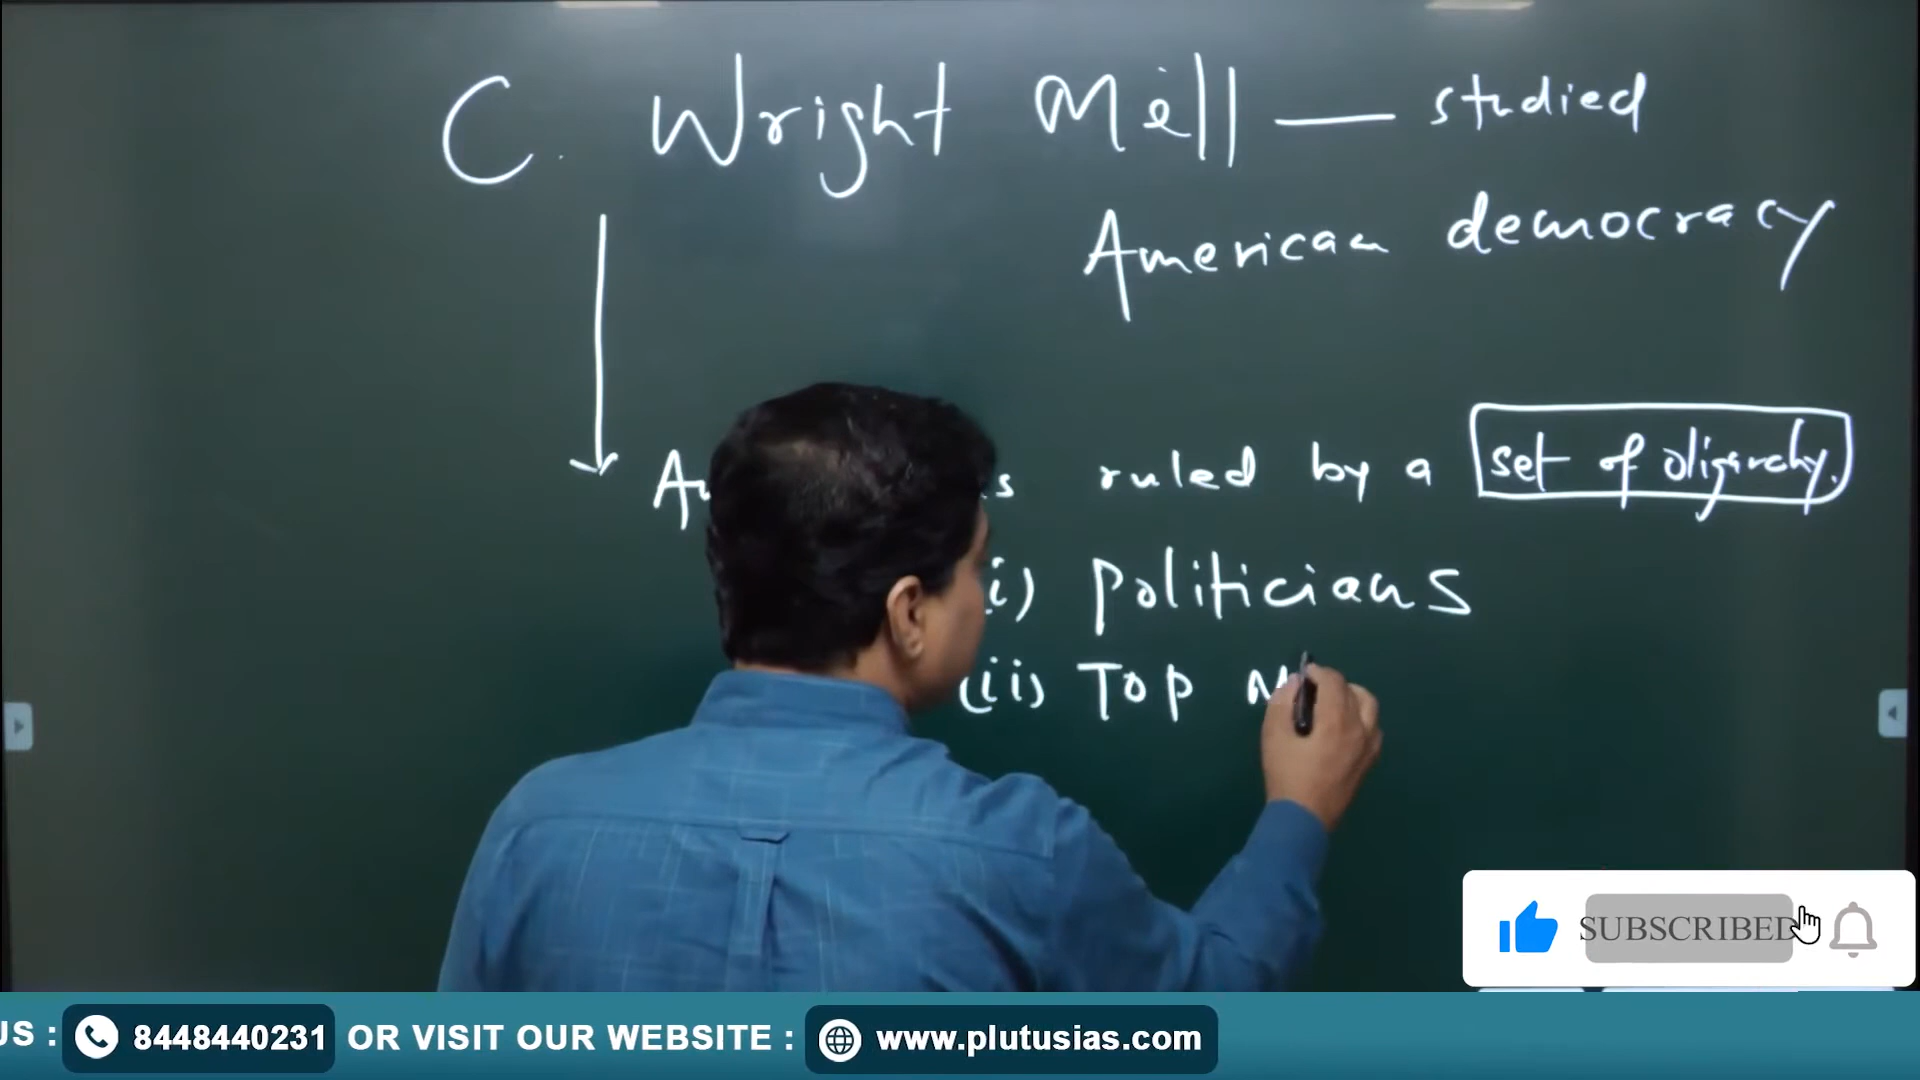 C. Wright Mill — studied
American democracy
ruled by a set of oligarchy.
(i) Politicians
(ii) Top
SUBSCRIBED
US : 8448440231 OR VISIT OUR WEBSITE : www.plutusias.com